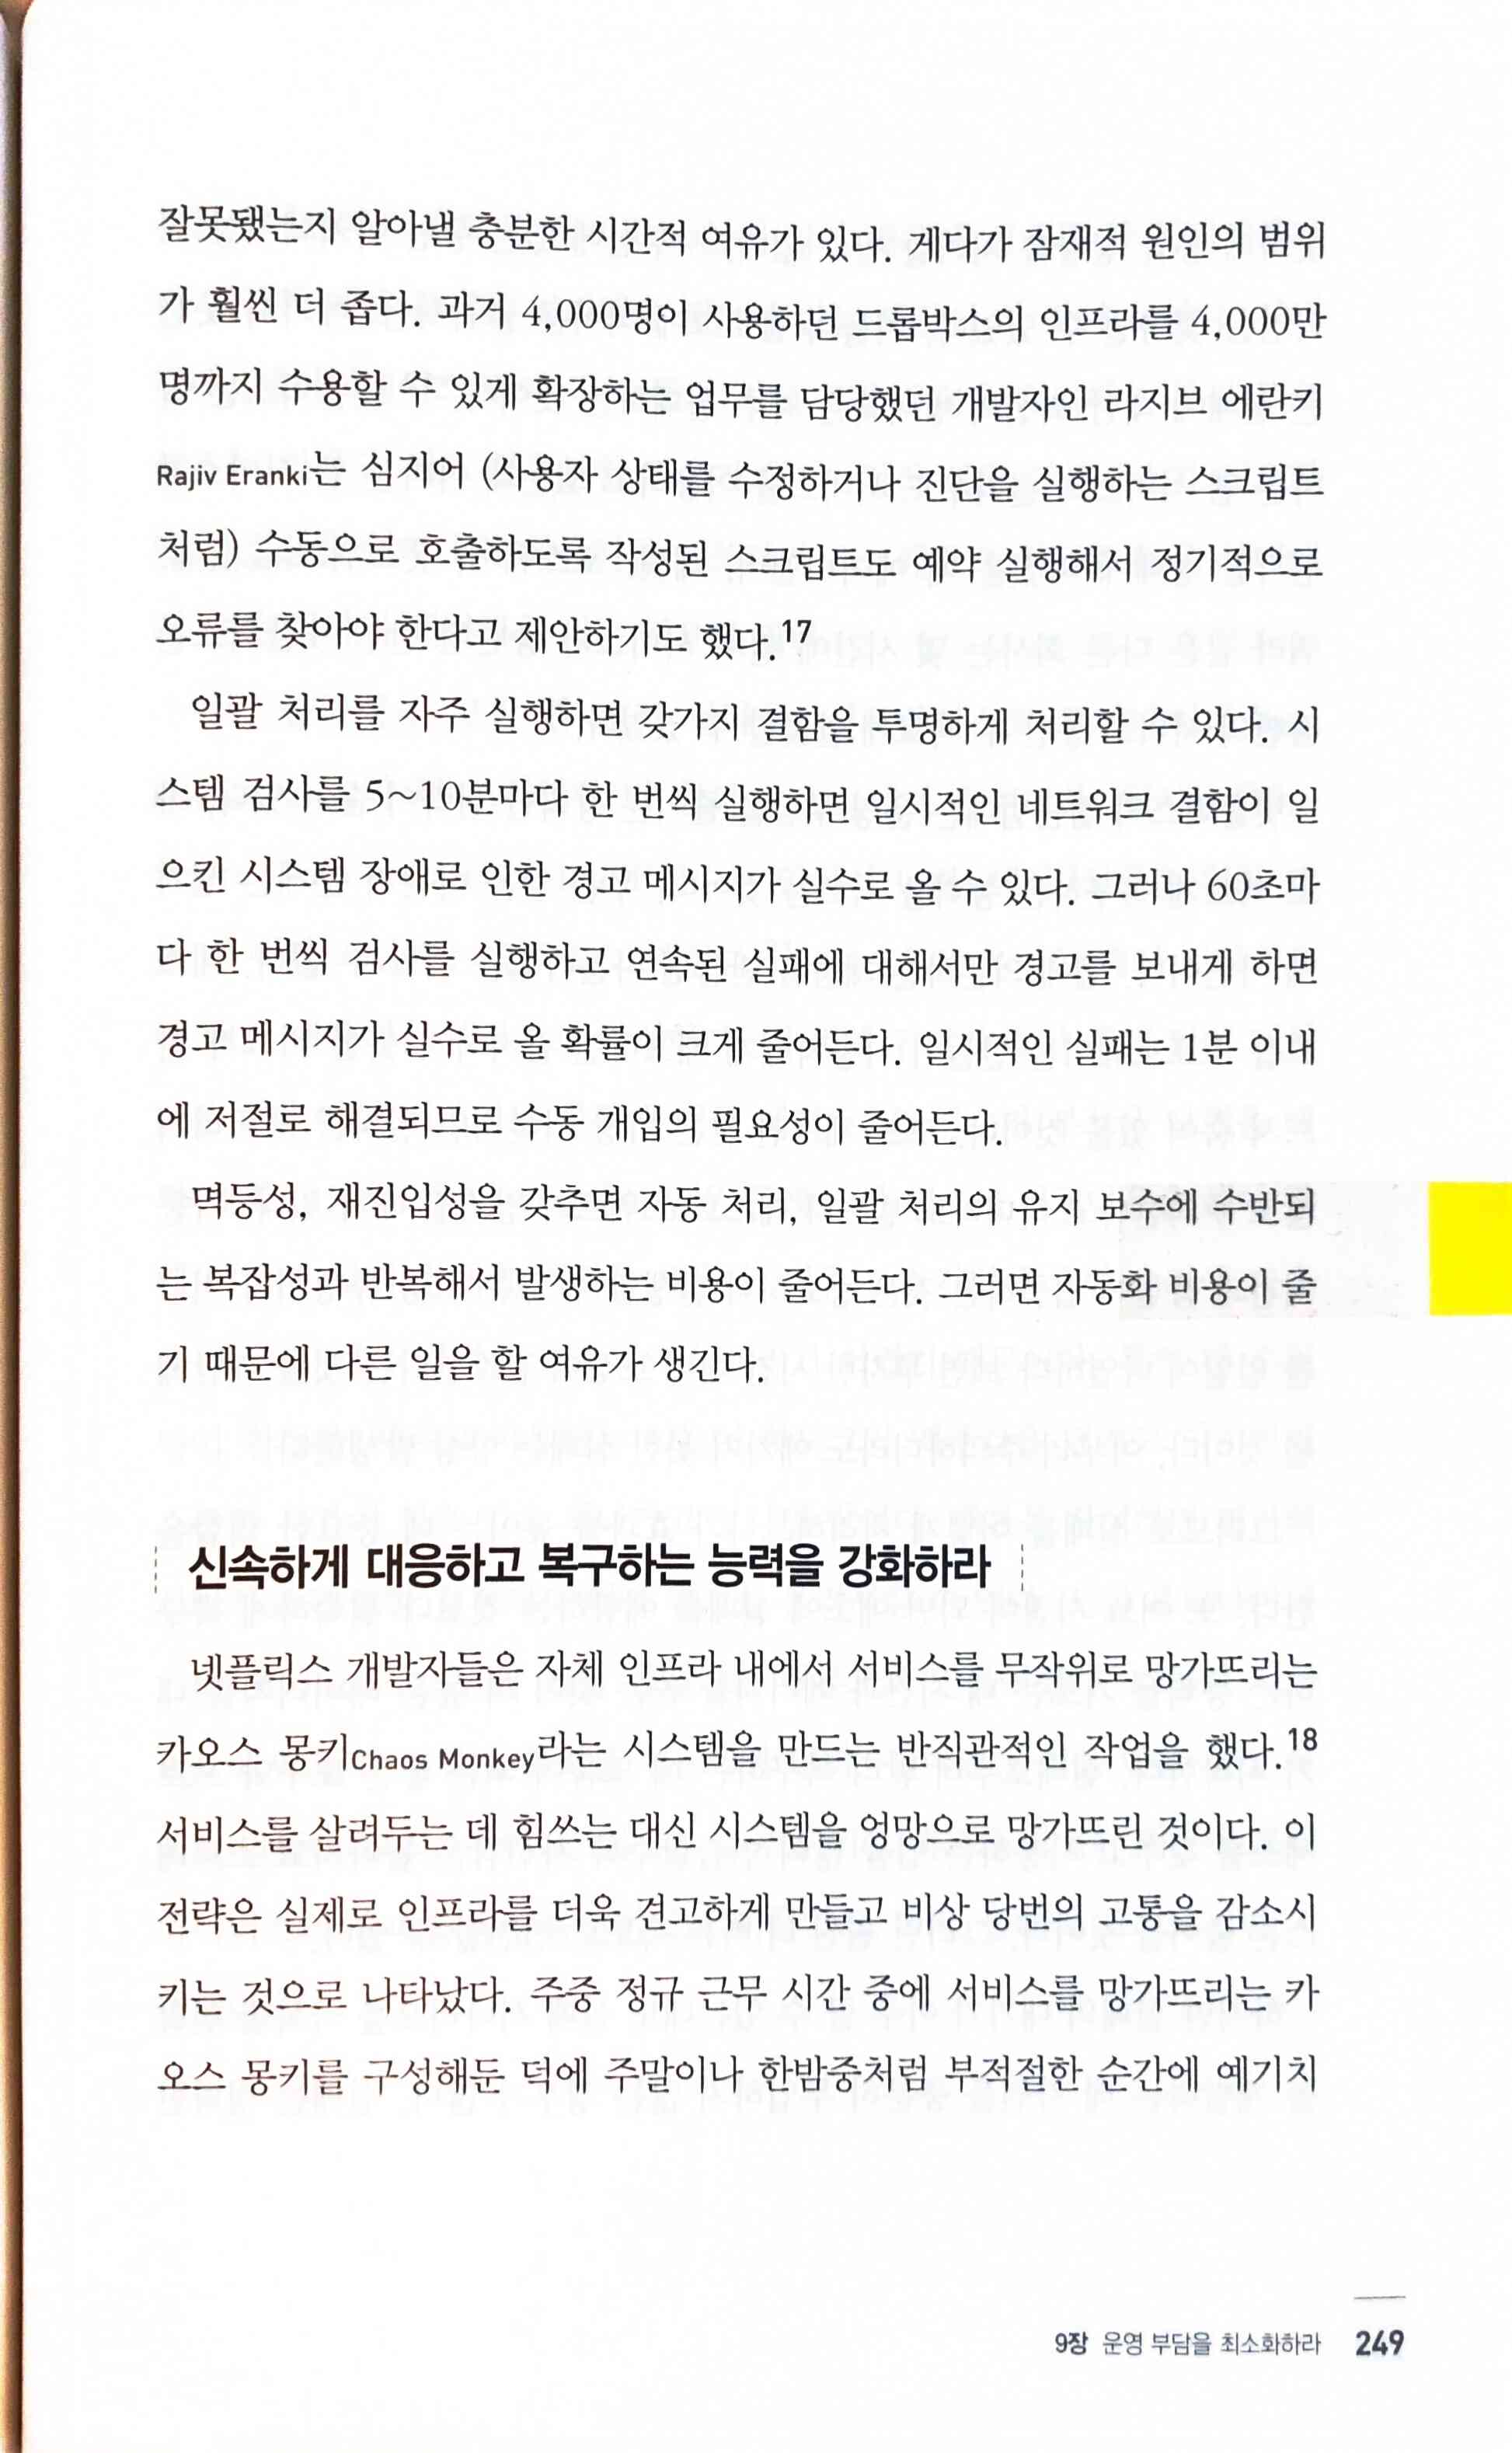 잘못됐는지 알아낼 충분한 시간적 여유가 있다. 게다가 잠재적 원인의 범위
가 훨씬 더 좁다. 과거 4,000명이 사용하던 드롭박스의 인프라를 4,000만
명까지 수용할 수 있게 확장하는 업무를 담당했던 개발자인 라지브 에란키
Rajiv Eranki는 심지어 (사용자 상태를 수정하거나 진단을 실행하는 스크립트
처럼) 수동으로 호출하도록 작성된 스크립트도 예약 실행해서 정기적으로
오류를 찾아야 한다고 제안하기도 했다.17
일괄 처리를 자주 실행하면 갖가지 결함을 투명하게 처리할 수 있다. 시
스템 검사를 5~10분마다 한 번씩 실행하면 일시적인 네트워크 결함이 일
으킨 시스템 장애로 인한 경고 메시지가 실수로 올 수 있다. 그러나 60초마
다 한 번씩 검사를 실행하고 연속된 실패에 대해서만 경고를 보내게 하면
경고 메시지가 실수로 올 확률이 크게 줄어든다. 일시적인 실패는 1분 이내
에 저절로 해결되므로 수동 개입의 필요성이 줄어든다.
멱등성, 재진입성을 갖추면 자동 처리, 일괄 처리의 유지 보수에 수반되
는 복잡성과 반복해서 발생하는 비용이 줄어든다. 그러면 자동화 비용이 줄
기 때문에 다른 일을 할 여유가 생긴다.
신속하게 대응하고 복구하는 능력을 강화하라
넷플릭스 개발자들은 자체 인프라 내에서 서비스를 무작위로 망가뜨리는
카오스 몽키Chaos Monkey라는 시스템을 만드는 반직관적인 작업을 했다.18
서비스를 살려두는 데 힘쓰는 대신 시스템을 엉망으로 망가뜨린 것이다. 이
전략은 실제로 인프라를 더욱 견고하게 만들고 비상 당번의 고통을 감소시
키는 것으로 나타났다. 주중 정규 근무 시간 중에 서비스를 망가뜨리는 카
오스 몽키를 구성해둔 덕에 주말이나 한밤중처럼 부적절한 순간에 예기치
9장 운영 부담을 최소화하라 249